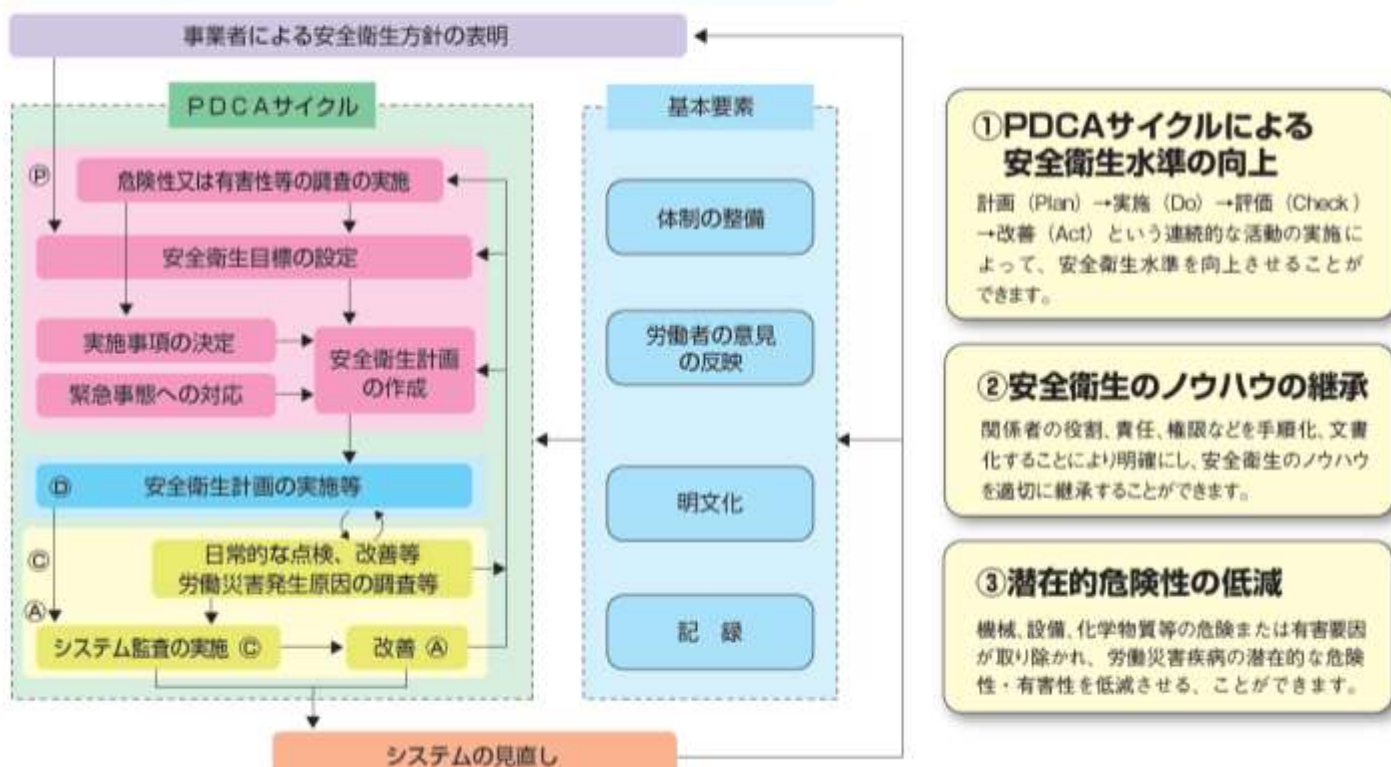 事業者による安全衛生方針の表明
PDCAサイクル
Ⓟ
危険性又は有害性等の調査の実施
安全衛生目標の設定
実施事項の決定
緊急事態への対応
安全衛生計画
の作成
Ⓓ 安全衛生計画の実施等
Ⓒ
日常的な点検、改善等
労働災害発生原因の調査等
Ⓐ
システム監査の実施 Ⓒ
改善 Ⓐ
基本要素
体制の整備
労働者の意見
の反映
明文化
記 録
システムの見直し
①PDCAサイクルによる
安全衛生水準の向上
計画(Plan)→実施(Do)→評価(Check)
→改善(Act)という連続的な活動の実施に
よって、安全衛生水準を向上させることが
できます。
②安全衛生のノウハウの継承
関係者の役割、責任、権限などを手順化、文書
化することにより明確にし、安全衛生のノウハウ
を適切に継承することができます。
③潜在的危険性の低減
機械、設備、化学物質等の危険または有害要因
が取り除かれ、労働災害疾病の潜在的な危険
性・有害性を低減させる、ことができます。